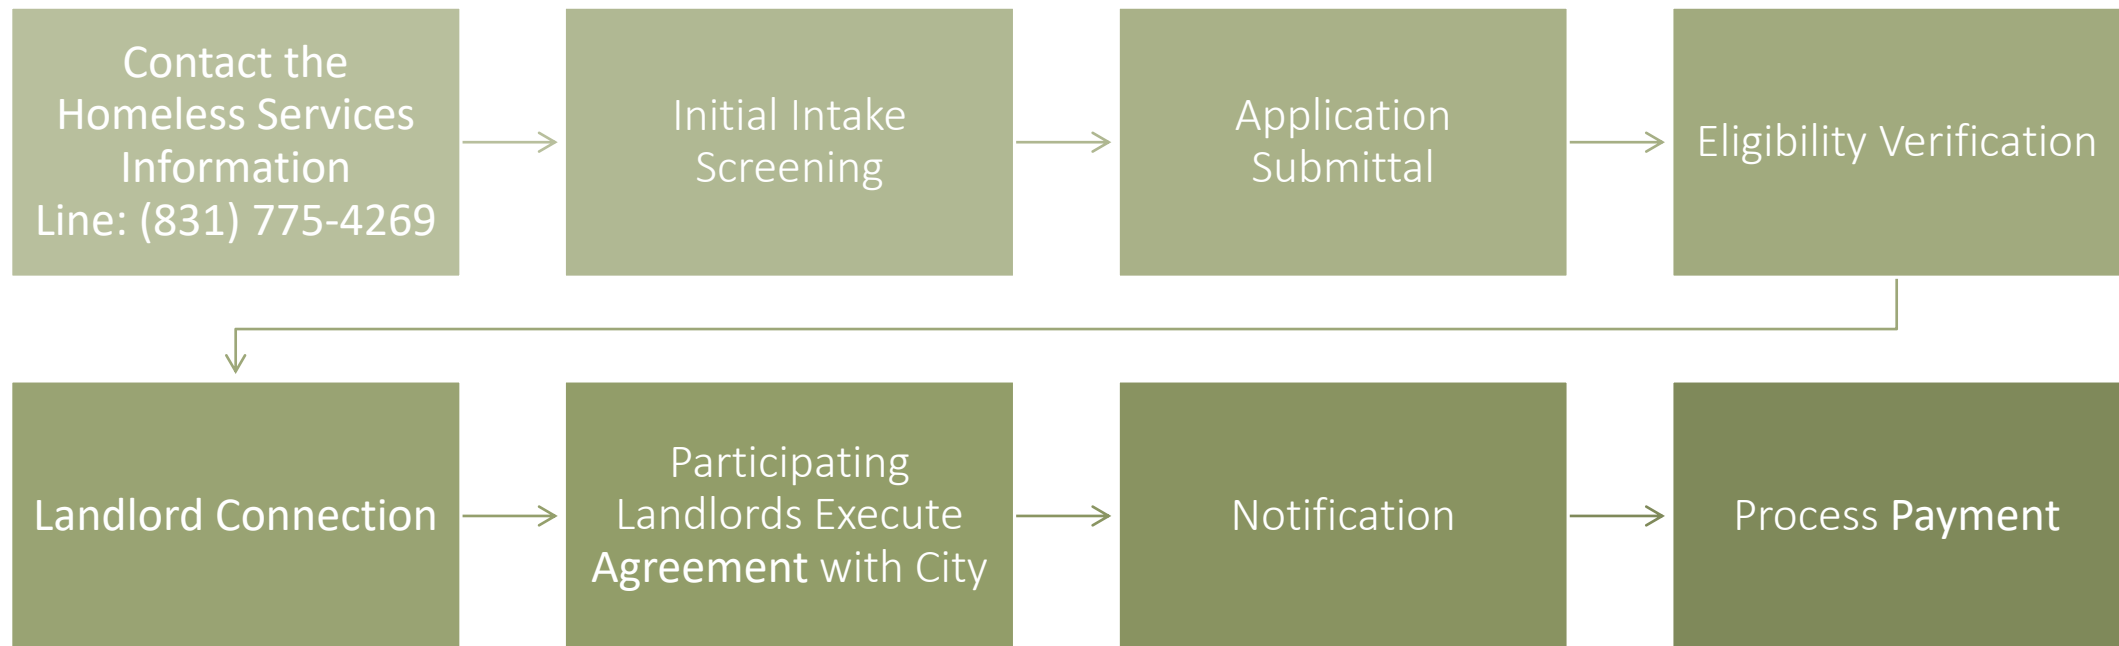 Contact the
Homeless Services
Information
Line: (831) 775-4269
Initial Intake
Screening
Application
Submittal
Eligibility Verification
Landlord Connection
Participating
Landlords Execute
Agreement with City
Notification
Process Payment